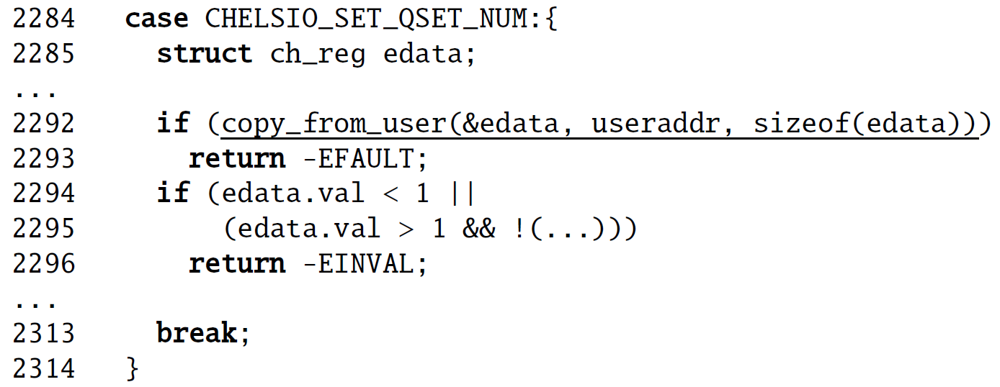 2284 case CHELSIO_SET_QSET_NUM:{
2285 struct ch_reg edata;
...
2292 if (copy_from_user(&edata, useraddr, sizeof(edata)))
2293 return -EFAULT;
2294 if (edata.val < 1 ||
2295 (edata.val > 1 && !(...)))
2296 return -EINVAL;
...
2313 break;
2314 }